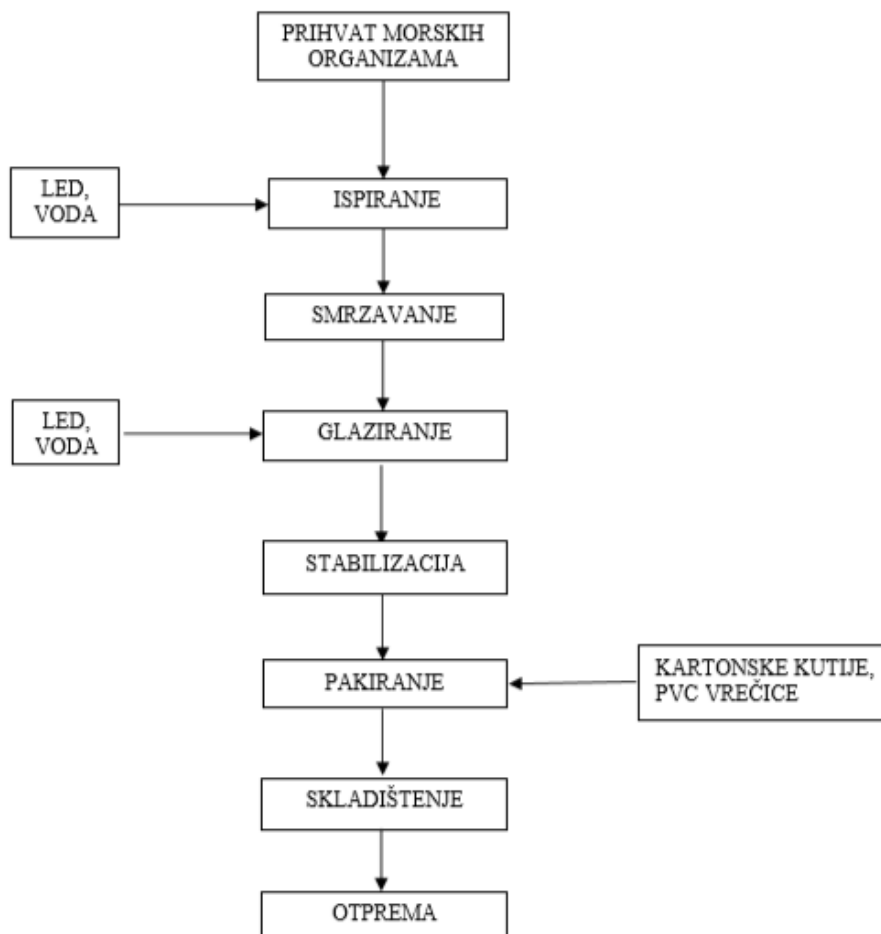 PRIHVAT MORSKIH
ORGANIZAMA
LED,
VODA
ISPIRANJE
SMRZAVANJE
LED,
VODA
GLAZIRANJE
STABILIZACIJA
PAKIRANJE
KARTONSKE KUTIJE,
PVC VREČICE
SKLADIŠTENJE
OTPREMA